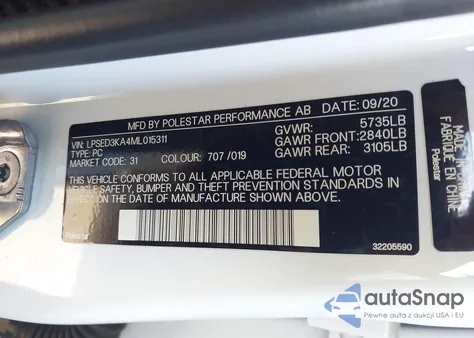 MFD BY POLESTAR PERFORMANCE AB DATE: 09/20
VIN: LPSED3KA4ML015311 GVWR: 5735LB
TYPE: PC GAWR FRONT: 2840LB
MARKET CODE: 31 COLOUR: 707 /019 GAWR REAR: 3105LB
THIS VEHICLE CONFORMS TO ALL APPLICABLE FEDERAL MOTOR
VEHICLE SAFETY, BUMPER AND THEFT PREVENTION STANDARDS IN
EFFECT ON THE DATE OF MANUFACTURE SHOWN ABOVE.
Polestar 32205590
MADE IN CHINA
FABRIQUÉ EN CHINE
Polestar
autoSnap
Pewne auta z aukcji USA i EU